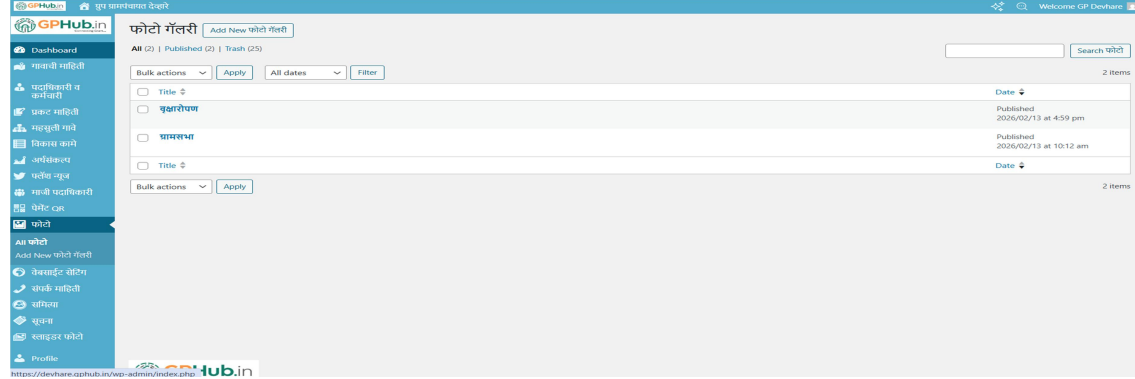 GPHub.in
ग्रुप ग्रामपंचायत देव्हारे
Welcome GP Devhare
GPHub.in
Dashboard
गावाची माहिती
पदाधिकारी व
कर्मचारी
प्रकट माहिती
महसुली गावे
विकास कामे
अर्थसंकल्प
फ्लॅश न्यूज
माजी पदाधिकारी
पेमेंट QR
फोटो
All फोटो
Add New फोटो गॅलरी
वेबसाईट सेटिंग
संपर्क माहिती
समित्या
सूचना
स्लाइडर फोटो
Profile
https://devhare.gphub.in/wp-admin/index.php
फोटो गॅलरी Add New फोटो गॅलरी
All (2) | Published (2) | Trash (25)
Search फोटो
Bulk actions Apply All dates Filter 2 items
Title Date
वृक्षारोपण Published
2026/02/13 at 4:59 pm
ग्रामसभा Published
2026/02/13 at 10:12 am
Title Date
Bulk actions Apply 2 items
GPHub.in